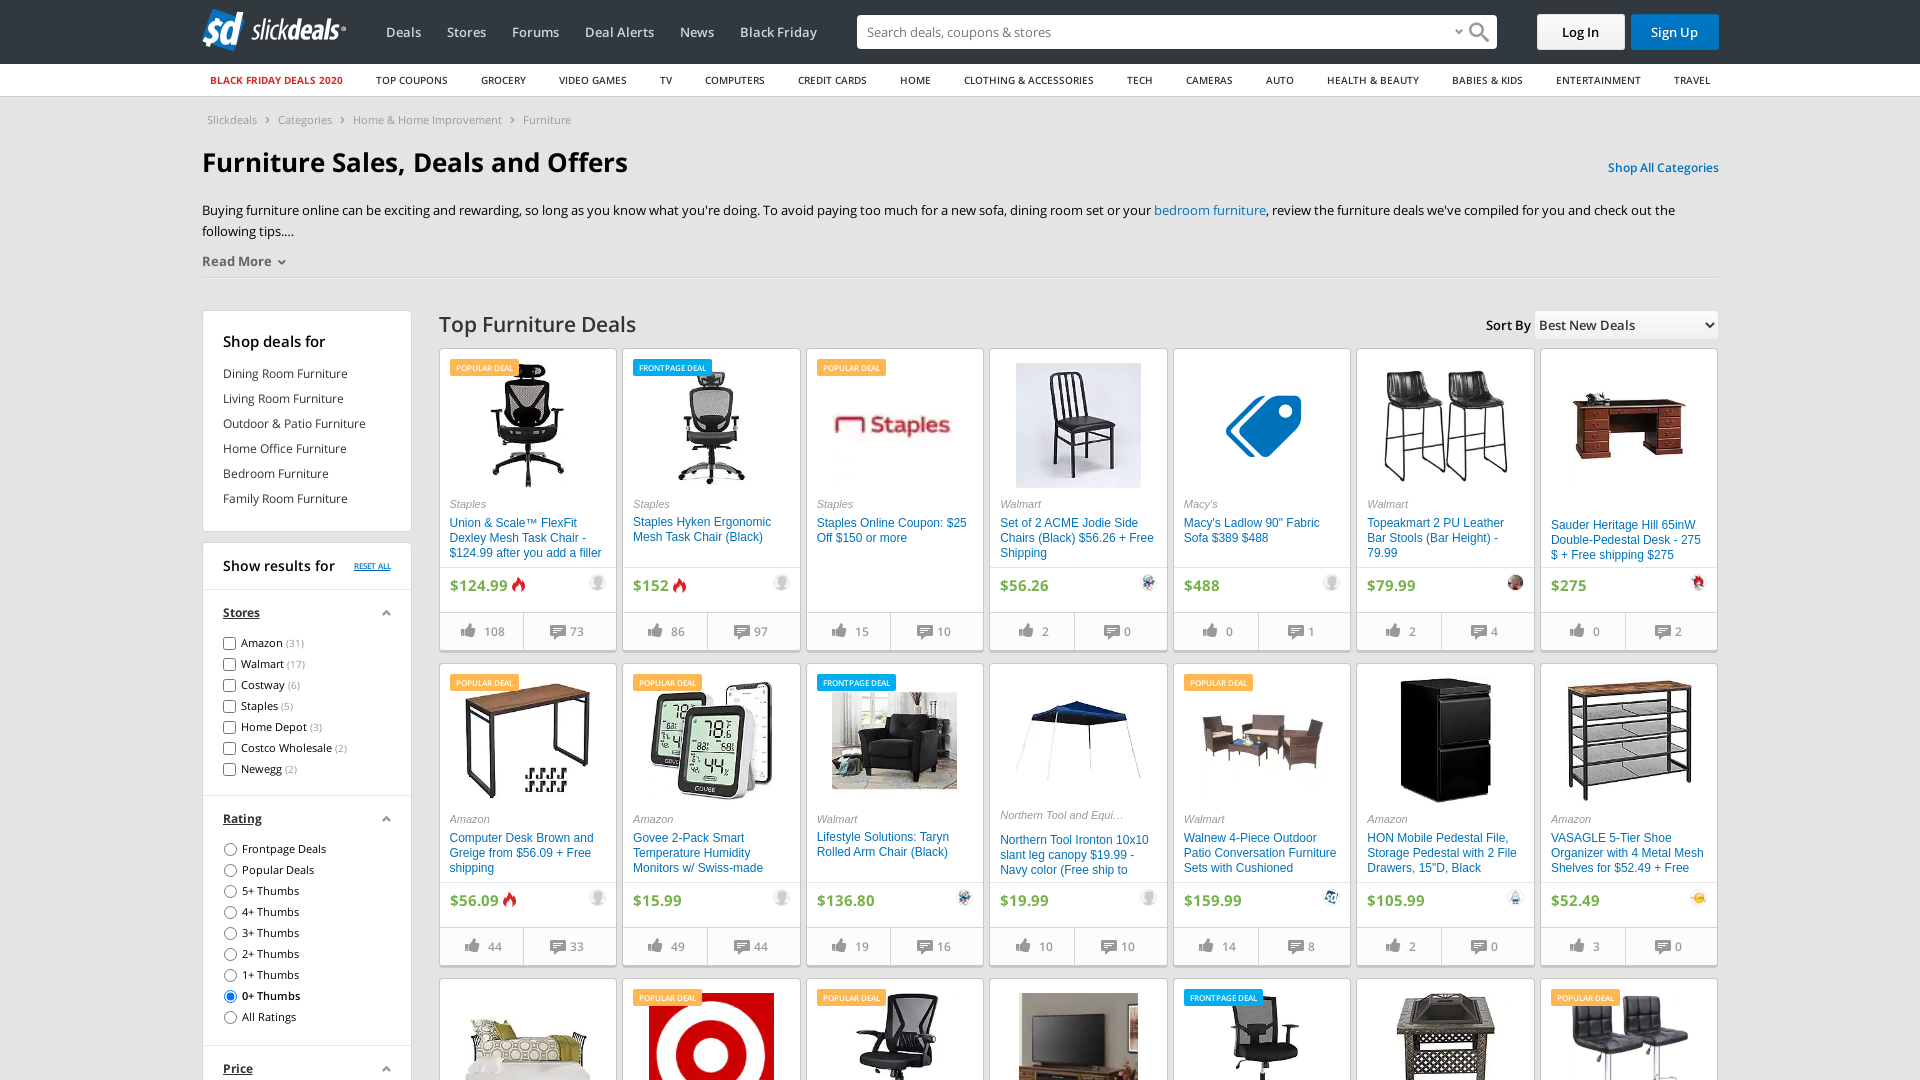 sd slickdeals
Deals
Stores
Forums
Deal Alerts
News
Black Friday
Search deals, coupons & stores
Log In
Sign Up
BLACK FRIDAY DEALS 2020
TOP COUPONS
GROCERY
VIDEO GAMES
TV
COMPUTERS
CREDIT CARDS
HOME
CLOTHING & ACCESSORIES
TECH
CAMERAS
AUTO
HEALTH & BEAUTY
BABIES & KIDS
ENTERTAINMENT
TRAVEL
Slickdeals > Categories > Home & Home Improvement > Furniture
Furniture Sales, Deals and Offers
Shop All Categories
Buying furniture online can be exciting and rewarding, so long as you know what you're doing. To avoid paying too much for a new sofa, dining room set or your bedroom furniture, review the furniture deals we've compiled for you and check out the
following tips....
Read More
Shop deals for
Dining Room Furniture
Living Room Furniture
Outdoor & Patio Furniture
Home Office Furniture
Bedroom Furniture
Family Room Furniture
Show results for
RESET ALL
Stores
Amazon (31)
Walmart (17)
Costway (6)
Staples (5)
Home Depot (3)
Costco Wholesale (2)
Newegg (2)
Rating
Frontpage Deals
Popular Deals
5+ Thumbs
4+ Thumbs
3+ Thumbs
2+ Thumbs
1+ Thumbs
0+ Thumbs
All Ratings
Price
Top Furniture Deals
Sort By
Best New Deals
POPULAR DEAL
Staples
Union & Scale™ FlexFit
Dexley Mesh Task Chair -
$124.99 after you add a filler
$124.99
108
73
FRONTPAGE DEAL
Staples
Staples Hyken Ergonomic
Mesh Task Chair (Black)
$152
86
97
POPULAR DEAL
Staples
Staples
Staples Online Coupon: $25
Off $150 or more
15
10
Walmart
Set of 2 ACME Jodie Side
Chairs (Black) $56.26 + Free
Shipping
$56.26
2
0
Macy's
Macy's Ladlow 90" Fabric
Sofa $389 $488
$488
0
1
Walmart
Topeakmart 2 PU Leather
Bar Stools (Bar Height) -
79.99
$79.99
2
4
Sauder Heritage Hill 65inW
Double-Pedestal Desk - 275
$ + Free shipping $275
$275
0
2
POPULAR DEAL
Amazon
Computer Desk Brown and
Greige from $56.09 + Free
shipping
$56.09
44
33
POPULAR DEAL
GOVEE
Amazon
Govee 2-Pack Smart
Temperature Humidity
Monitors w/ Swiss-made
$15.99
49
44
FRONTPAGE DEAL
Walmart
Lifestyle Solutions: Taryn
Rolled Arm Chair (Black)
$136.80
19
16
Northern Tool and Equi…
Northern Tool Ironton 10x10
slant leg canopy $19.99 -
Navy color (Free ship to
$19.99
10
10
POPULAR DEAL
Walmart
Walnew 4-Piece Outdoor
Patio Conversation Furniture
Sets with Cushioned
$159.99
14
8
Amazon
HON Mobile Pedestal File,
Storage Pedestal with 2 File
Drawers, 15"D, Black
$105.99
2
0
Amazon
VASAGLE 5-Tier Shoe
Organizer with 4 Metal Mesh
Shelves for $52.49 + Free
$52.49
3
0
POPULAR DEAL
POPULAR DEAL
FRONTPAGE DEAL
POPULAR DEAL